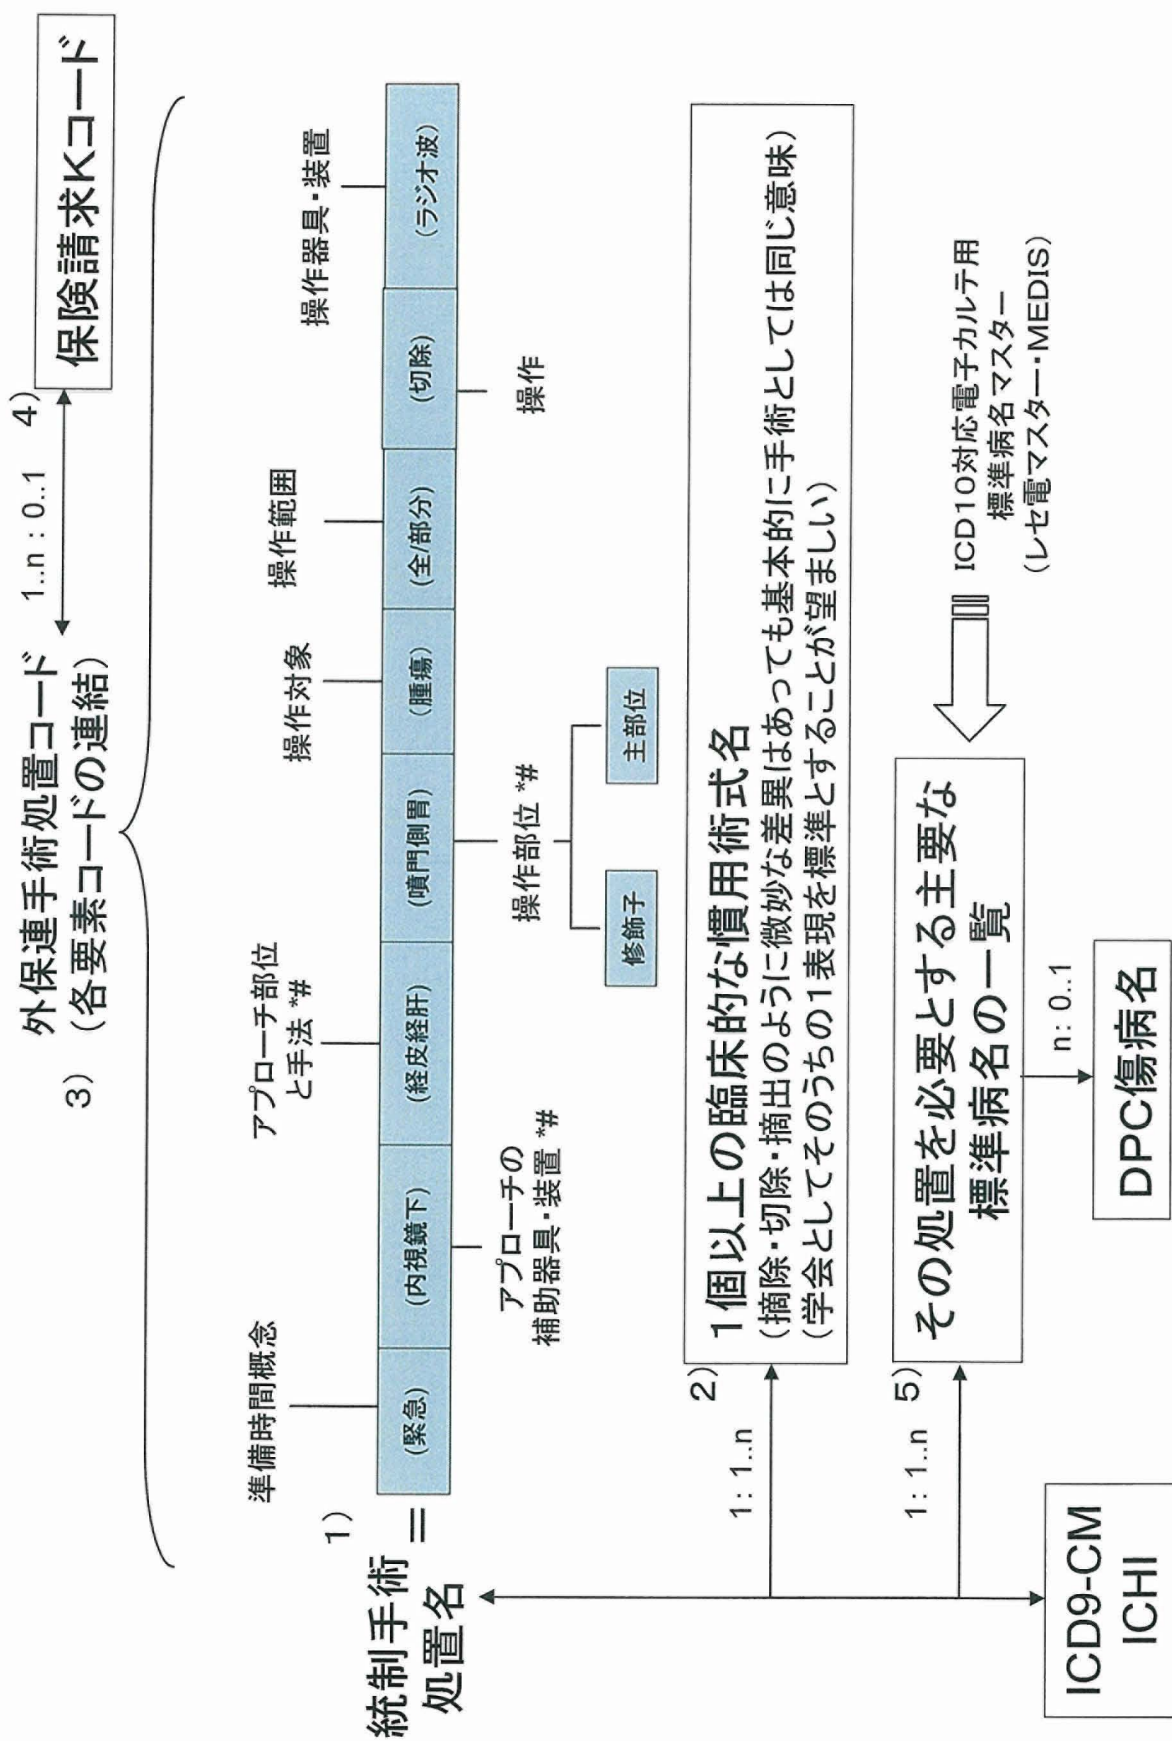 外保連手術処置コード
3) (各要素コードの連結)
1..n : 0..1
4)
保険請求Kコード
準備時間概念
アプローチ部位
と手法 *#
操作対象
操作範囲
操作器具・装置
1)
統制手術
処置名
=
(緊急)
(内視鏡下)
(経皮経肝)
(噴門側胃)
(腫瘍)
(全/部分)
(切除)
(ラジオ波)
アプローチの
補助器具・装置 *#
操作部位 *#
操作
修飾子
主部位
2)
1個以上の臨床的な慣用術式名
(摘除・切除・摘出のように微妙な差異はあっても基本的に手術としては同じ意味)
(学会としてそのうちの1表現を標準とすることが望ましい)
1: 1..n
5)
その処置を必要とする主要な
標準病名の一覧
1: 1..n
ICD10対応電子カルテ用
標準病名マスター
(レセ電マスター・MEDIS)
n: 0..1
ICD9-CM
ICHI
DPC傷病名